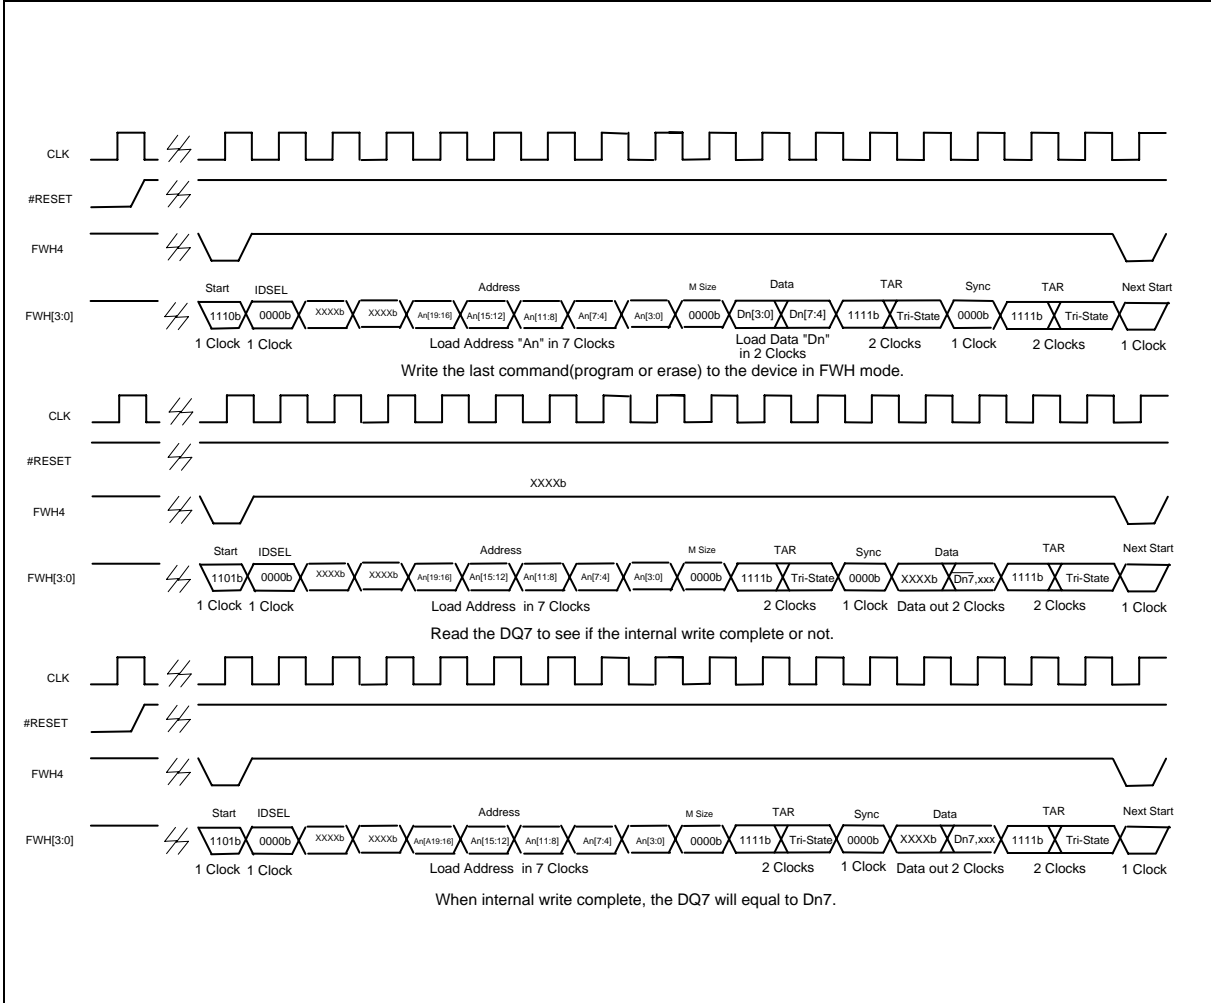 CLK
#RESET
FWH4
Start IDSEL Address M Size Data TAR Sync TAR Next Start
FWH[3:0] 1110b 0000b XXXXb XXXXb An[19:16] An[15:12] An[11:8] An[7:4] An[3:0] 0000b Dn[3:0] Dn[7:4] 1111b Tri-State 0000b 1111b Tri-State
1 Clock 1 Clock Load Address "An" in 7 Clocks Load Data "Dn" in 2 Clocks 2 Clocks 1 Clock 2 Clocks 1 Clock
Write the last command(program or erase) to the device in FWH mode.
CLK
#RESET
XXXXb
FWH4
Start IDSEL Address M Size TAR Sync Data TAR Next Start
FWH[3:0] 1101b 0000b XXXXb XXXXb An[19:16] An[15:12] An[11:8] An[7:4] An[3:0] 0000b 1111b Tri-State 0000b XXXXb Dn7,xxx 1111b Tri-State
1 Clock 1 Clock Load Address in 7 Clocks 2 Clocks 1 Clock Data out 2 Clocks 2 Clocks 1 Clock
Read the DQ7 to see if the internal write complete or not.
CLK
#RESET
FWH4
Start IDSEL Address M Size TAR Sync Data TAR Next Start
FWH[3:0] 1101b 0000b XXXXb XXXXb An[A19:16] An[15:12] An[11:8] An[7:4] An[3:0] 0000b 1111b Tri-State 0000b XXXXb Dn7,xxx 1111b Tri-State
1 Clock 1 Clock Load Address in 7 Clocks 2 Clocks 1 Clock Data out 2 Clocks 2 Clocks 1 Clock
When internal write complete, the DQ7 will equal to Dn7.